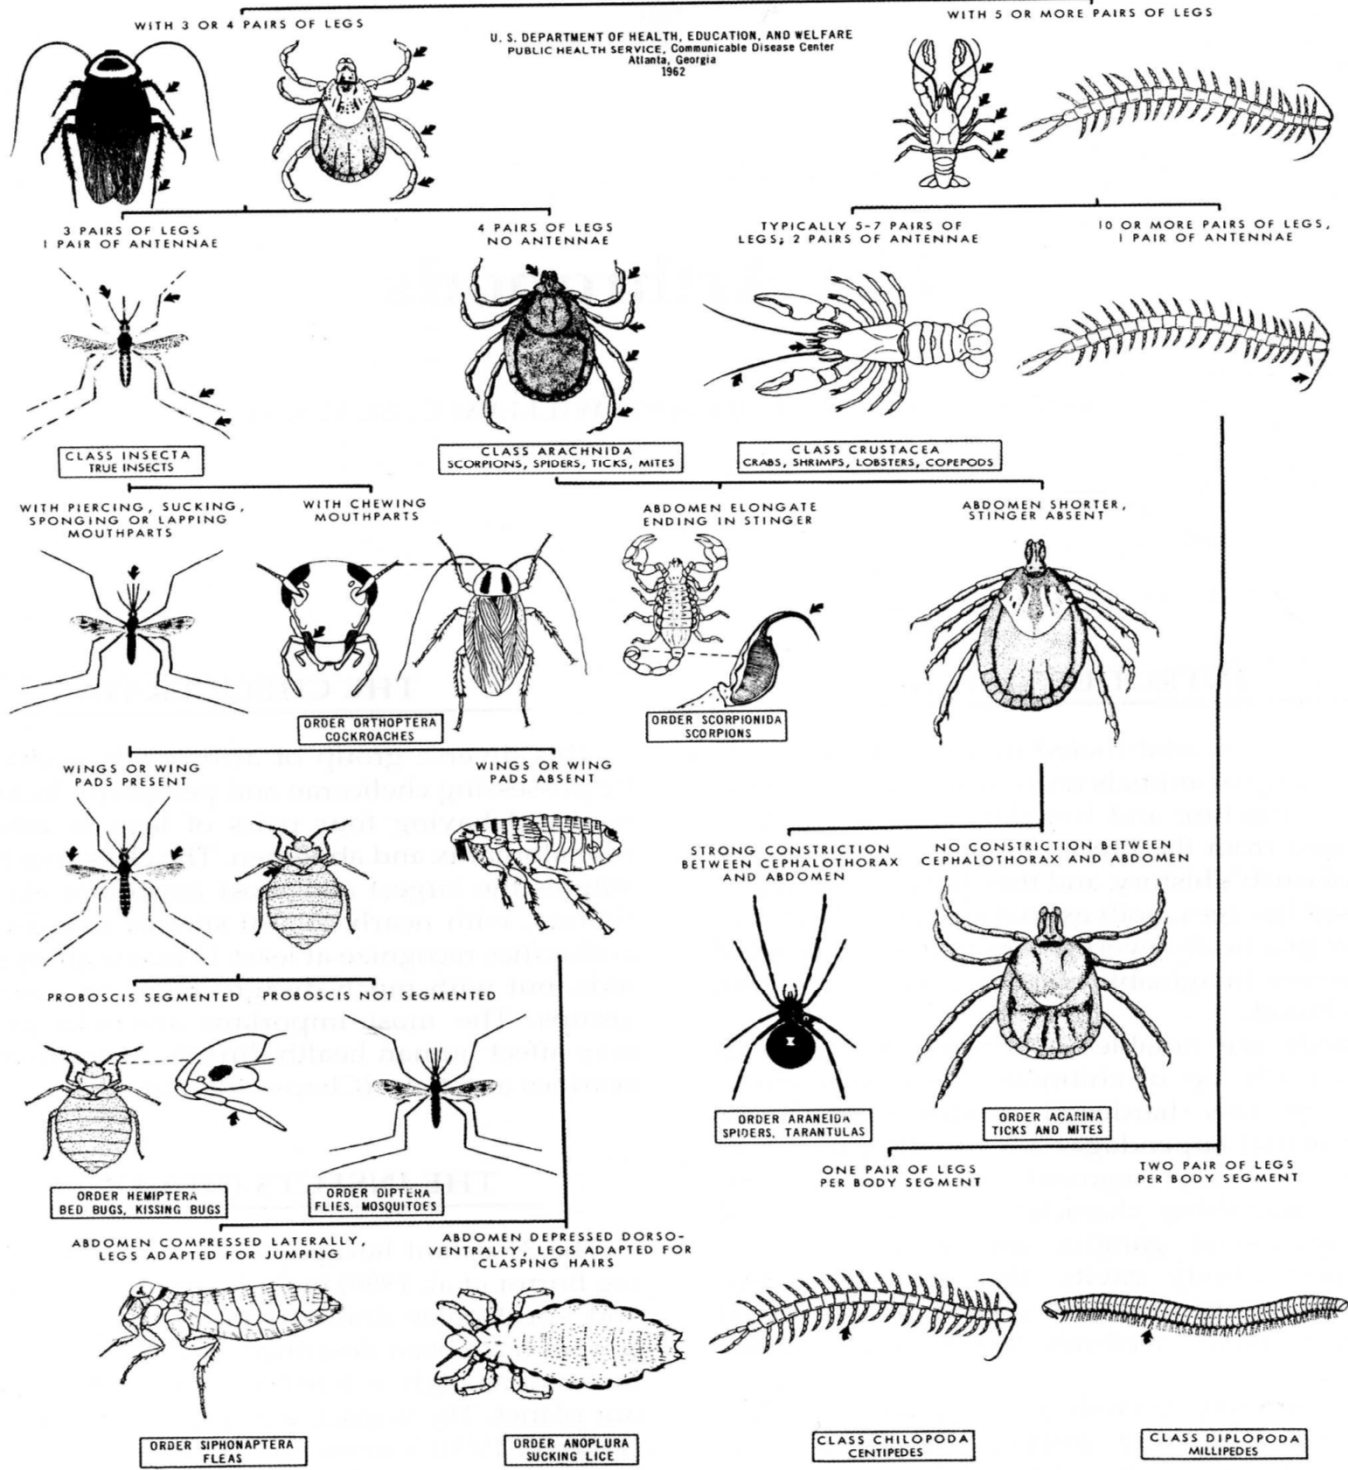 WITH 3 OR 4 PAIRS OF LEGS
WITH 5 OR MORE PAIRS OF LEGS
U. S. DEPARTMENT OF HEALTH, EDUCATION, AND WELFARE
PUBLIC HEALTH SERVICE, Communicable Disease Center
Atlanta, Georgia
1962
3 PAIRS OF LEGS
1 PAIR OF ANTENNAE
4 PAIRS OF LEGS
NO ANTENNAE
TYPICALLY 5-7 PAIRS OF
LEGS; 2 PAIRS OF ANTENNAE
10 OR MORE PAIRS OF LEGS,
1 PAIR OF ANTENNAE
CLASS INSECTA
TRUE INSECTS
CLASS ARACHNIDA
SCORPIONS, SPIDERS, TICKS, MITES
CLASS CRUSTACEA
CRABS, SHRIMPS, LOBSTERS, COPEPODS
WITH PIERCING, SUCKING,
SPONGING OR LAPPING
MOUTHPARTS
WITH CHEWING
MOUTHPARTS
ABDOMEN ELONGATE
ENDING IN STINGER
ABDOMEN SHORTER,
STINGER ABSENT
ORDER ORTHOPTERA
COCKROACHES
ORDER SCORPIONIDA
SCORPIONS
WINGS OR WING
PADS PRESENT
WINGS OR WING
PADS ABSENT
STRONG CONSTRICTION
BETWEEN CEPHALOTHORAX
AND ABDOMEN
NO CONSTRICTION BETWEEN
CEPHALOTHORAX AND ABDOMEN
PROBOSCIS SEGMENTED
PROBOSCIS NOT SEGMENTED
ORDER ARANEIDA
SPIDERS, TARANTULAS
ORDER ACARINA
TICKS AND MITES
ONE PAIR OF LEGS
PER BODY SEGMENT
TWO PAIR OF LEGS
PER BODY SEGMENT
ORDER HEMIPTERA
BED BUGS, KISSING BUGS
ORDER DIPTERA
FLIES, MOSQUITOES
ABDOMEN COMPRESSED LATERALLY,
LEGS ADAPTED FOR JUMPING
ABDOMEN DEPRESSED DORSO-
VENTRALLY, LEGS ADAPTED FOR
CLASPING HAIRS
ORDER SIPHONAPTERA
FLEAS
ORDER ANOPLURA
SUCKING LICE
CLASS CHILOPODA
CENTIPEDES
CLASS DIPLOPODA
MILLIPEDES